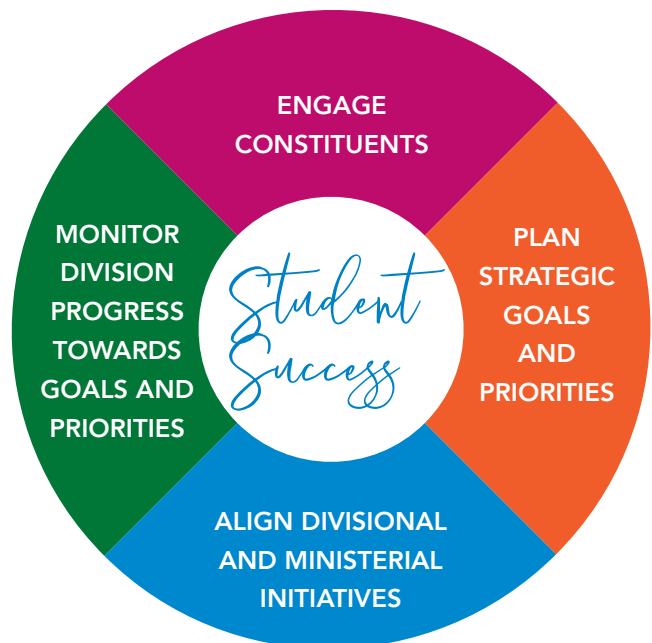 ENGAGE
CONSTITUENTS
PLAN
STRATEGIC
GOALS
AND
PRIORITIES
ALIGN DIVISIONAL
AND MINISTERIAL
INITIATIVES
MONITOR
DIVISION
PROGRESS
TOWARDS
GOALS AND
PRIORITIES
Student
Success